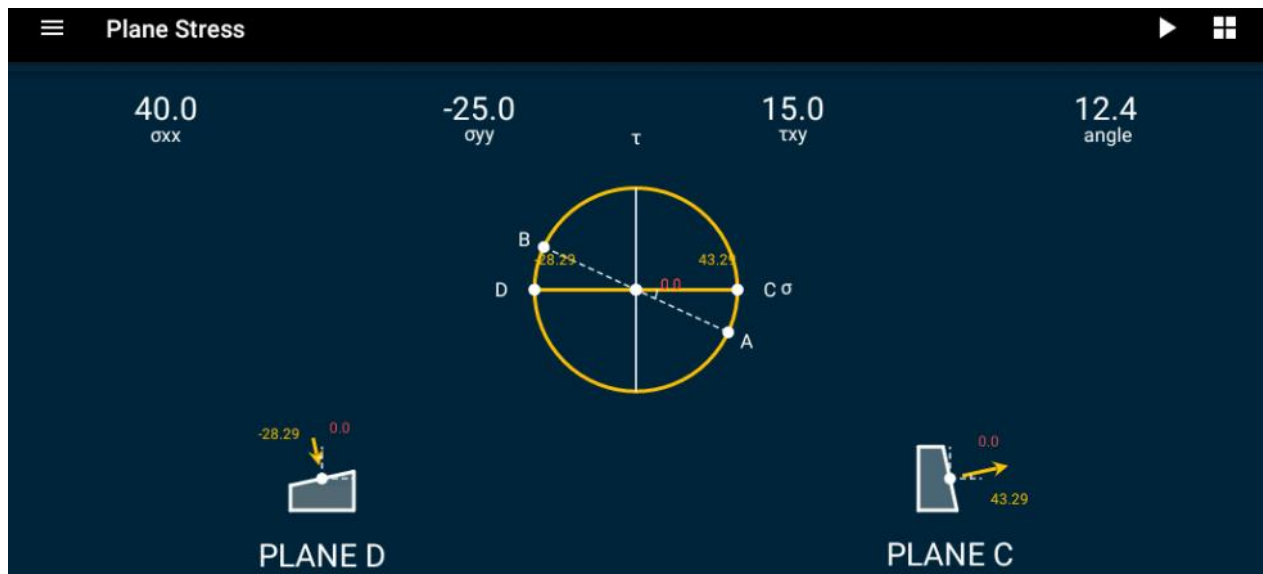 Plane Stress
40.0
σxx
-25.0
σyy
τ
15.0
τxy
12.4
angle
B
-28.29
43.29
D
0.0
C σ
A
-28.29
0.0
0.0
43.29
PLANE D
PLANE C